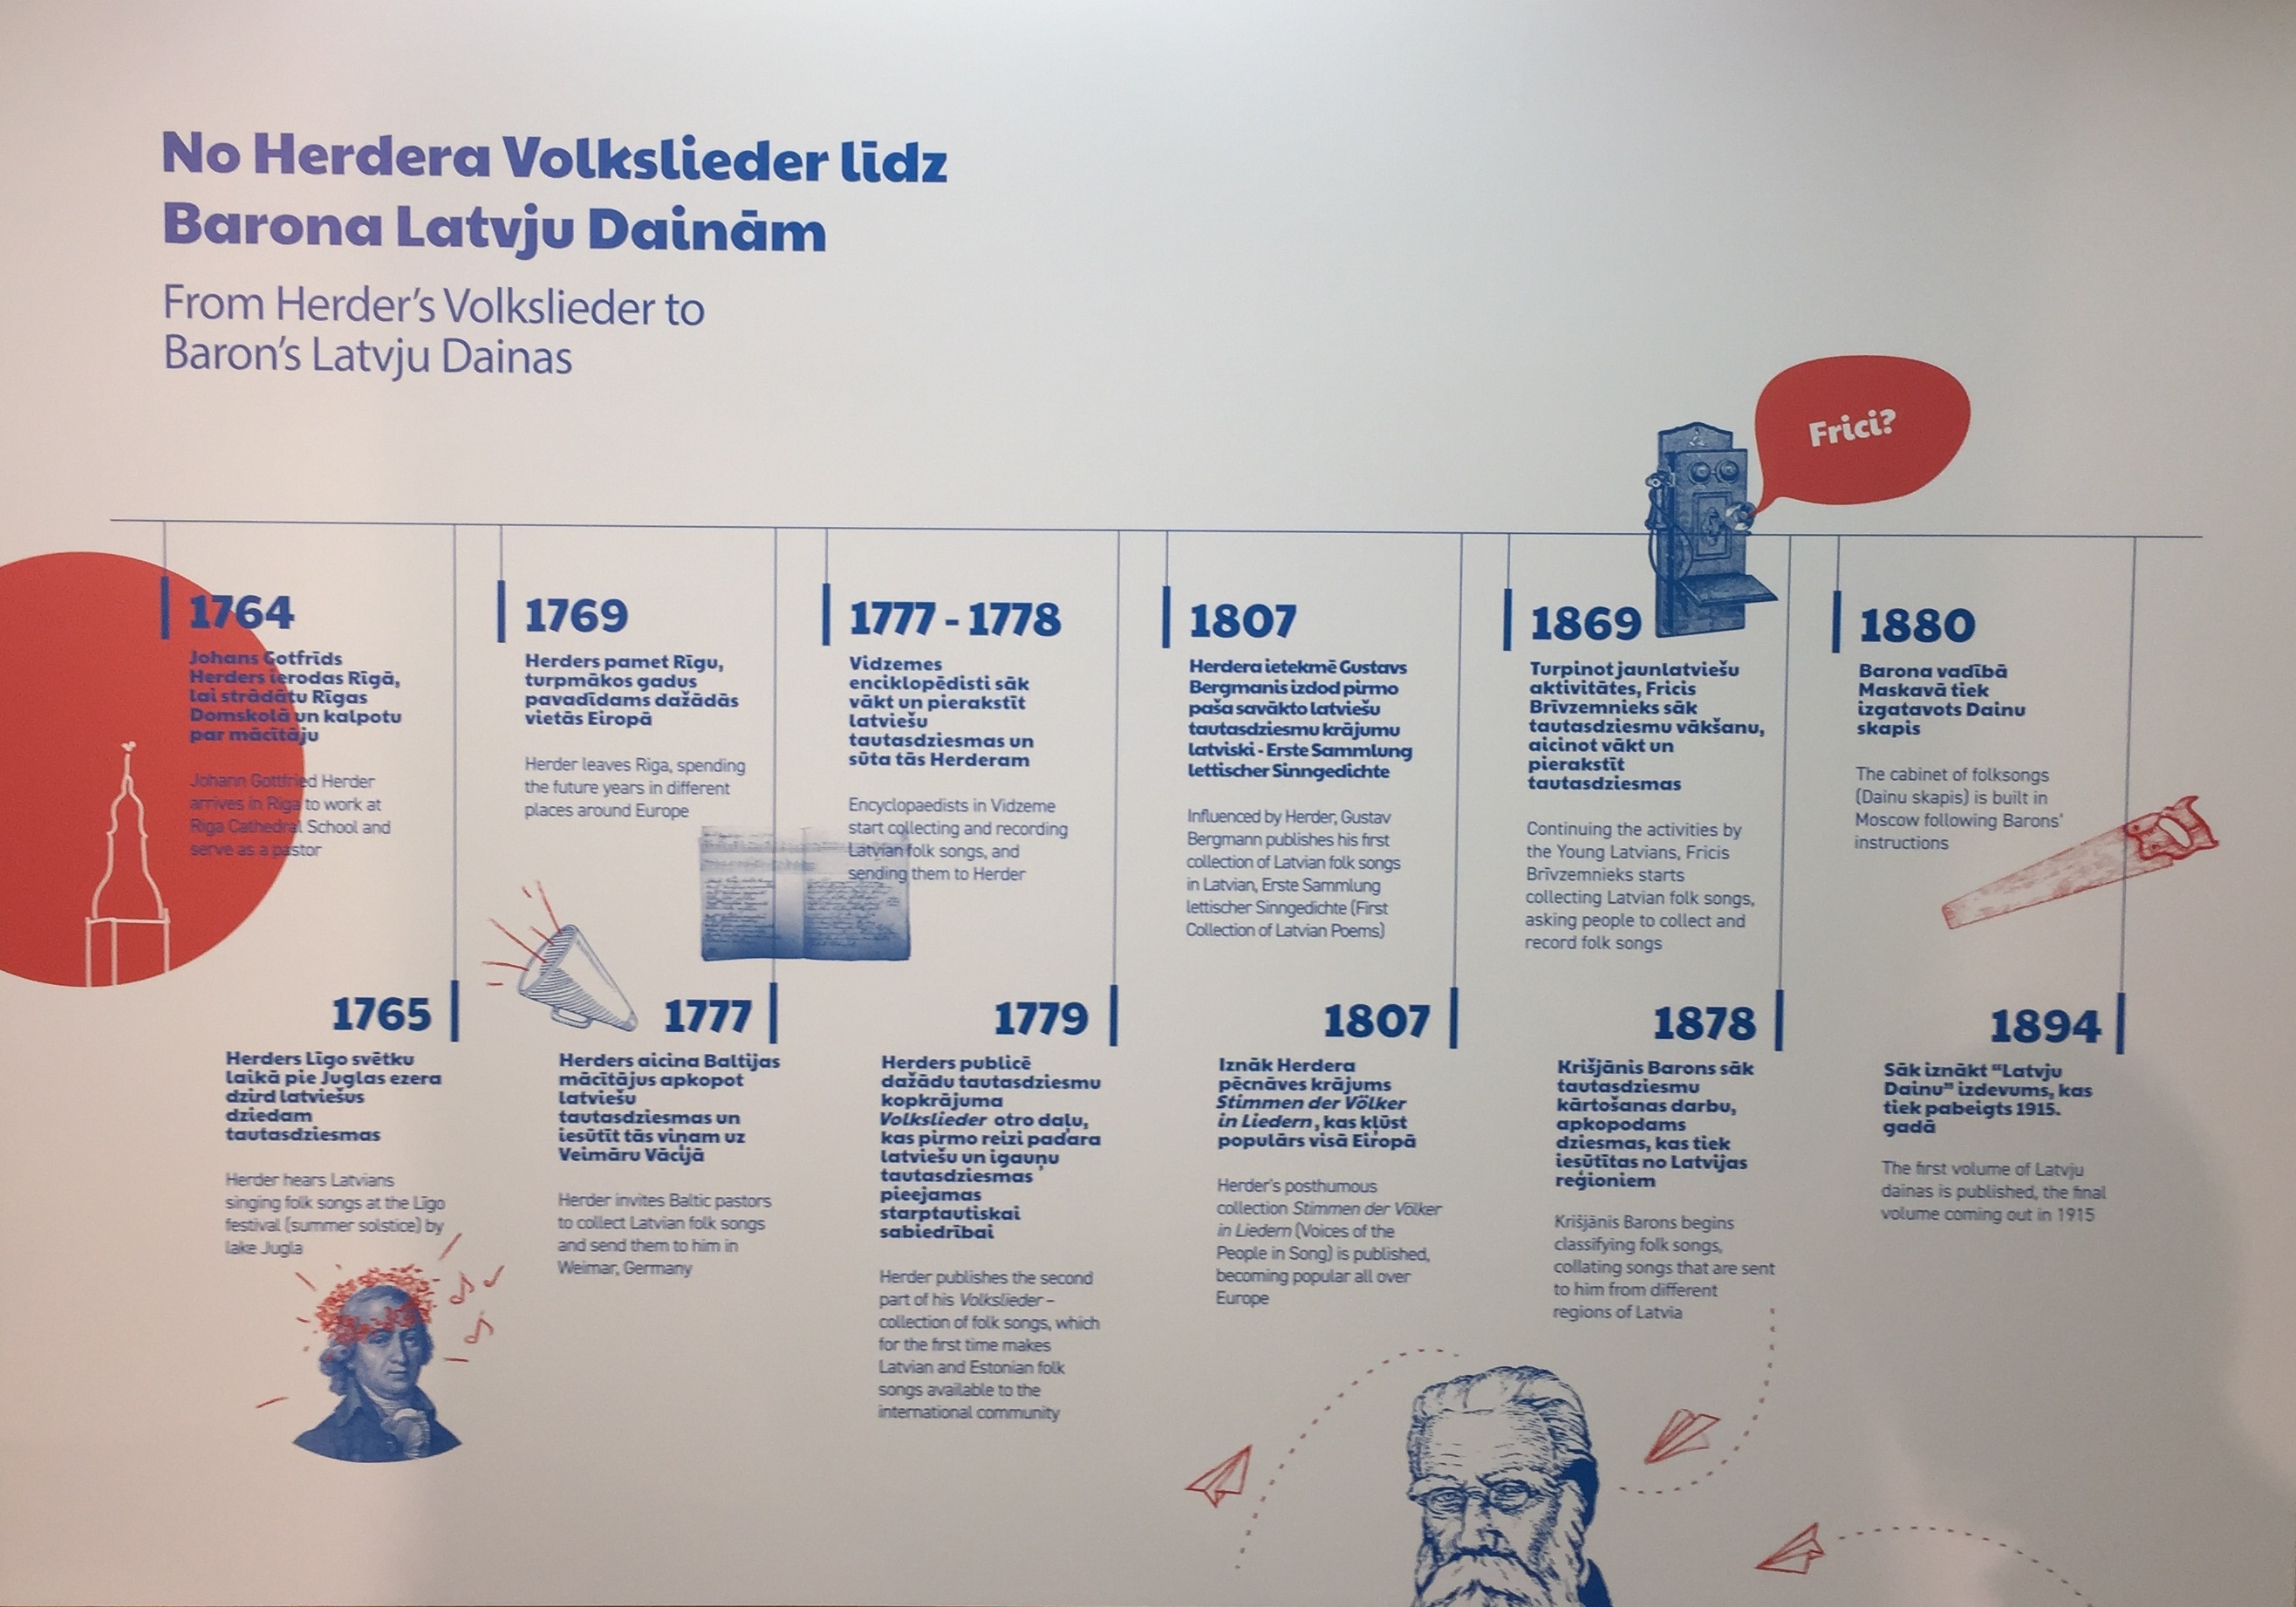 No Herdera Volkslieder līdz
Barona Latvju Dainām
From Herder's Volkslieder to
Baron's Latvju Dainas
Frici?
1764
Johans Gotfrīds
Herders ierodas Rīgā,
lai strādātu Rīgas
Domskolā un kalpotu
par mācītāju
Johann Gottfried Herder
arrives in Riga to work at
Riga Cathedral School and
serve as a pastor
1765
Herders Līgo svētku
laikā pie Juglas ezera
dzird latviešus
dziedam
tautasdziesmas
Herder hears Latvians
singing folk songs at the Līgo
festival (summer solstice) by
lake Jugla
1769
Herders pamet Rīgu,
turpmākos gadus
pavadīdams dažādās
vietās Eiropā
Herder leaves Riga, spending
the future years in different
places around Europe
1777
Herders aicina Baltijas
mācītājus apkopot
latviešu
tautasdziesmas un
iesūtīt tās viņam uz
Veimāru Vācijā
Herder invites Baltic pastors
to collect Latvian folk songs
and send them to him in
Weimar, Germany
1777 - 1778
Vidzemes
enciklopēdisti sāk
vākt un pierakstīt
latviešu
tautasdziesmas un
sūta tās Herderam
Encyclopaedists in Vidzeme
start collecting and recording
Latvian folk songs, and
sending them to Herder
1779
Herders publicē
dažādu tautasdziesmu
kopkrājuma
Volkslieder otro daļu,
kas pirmo reizi padara
latviešu un igauņu
tautasdziesmas
pieejamas
starptautiskai
sabiedrībai
Herder publishes the second
part of his Volkslieder –
collection of folk songs, which
for the first time makes
Latvian and Estonian folk
songs available to the
international community
1807
Herdera ietekmē Gustavs
Bergmanis izdod pirmo
paša savākto latviešu
tautasdziesmu krājumu
latviski - Erste Sammlung
lettischer Sinngedichte
Influenced by Herder, Gustav
Bergmann publishes his first
collection of Latvian folk songs
in Latvian, Erste Sammlung
lettischer Sinngedichte (First
Collection of Latvian Poems)
1807
Iznāk Herdera
pēcnāves krājums
Stimmen der Völker
in Liedern, kas kļūst
populārs visā Eiropā
Herder's posthumous
collection Stimmen der Völker
in Liedern (Voices of the
People in Song) is published,
becoming popular all over
Europe
1869
Turpinot jaunlatviešu
aktivitātes, Fricis
Brīvzemnieks sāk
tautasdziesmu vākšanu,
aicinot vākt un
pierakstīt
tautasdziesmas
Continuing the activities by
the Young Latvians, Fricis
Brīvzemnieks starts
collecting Latvian folk songs,
asking people to collect and
record folk songs
1878
Krišjānis Barons sāk
tautasdziesmu
kārtošanas darbu,
apkopodams
dziesmas, kas tiek
iesūtītas no Latvijas
reģioniem
Krišjānis Barons begins
classifying folk songs,
collating songs that are sent
to him from different
regions of Latvia
1880
Barona vadībā
Maskavā tiek
izgatavots Dainu
skapis
The cabinet of folksongs
(Dainu skapis) is built in
Moscow following Barons'
instructions
1894
Sāk iznākt “Latvju
Dainu” izdevums, kas
tiek pabeigts 1915.
gadā
The first volume of Latvju
dainas is published, the final
volume coming out in 1915